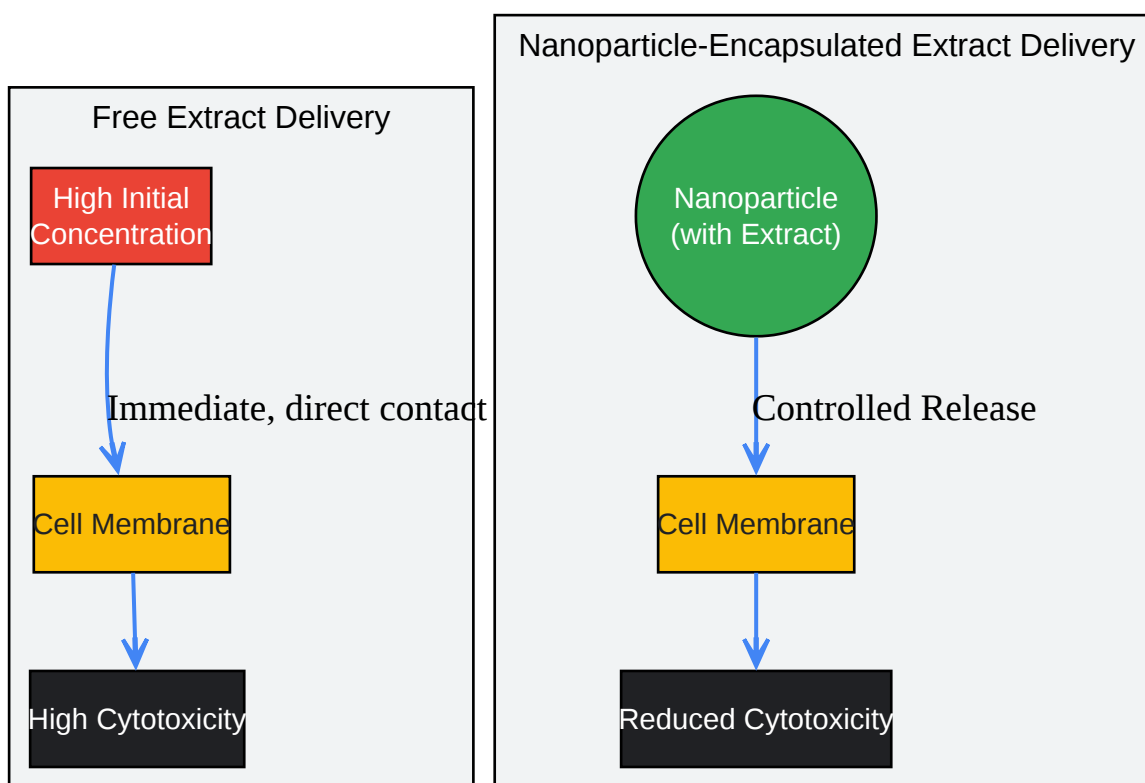 Free Extract Delivery
High Initial
Concentration
Immediate, direct contact
Cell Membrane
High Cytotoxicity
Nanoparticle-Encapsulated Extract Delivery
Nanoparticle
(with Extract)
Controlled Release
Cell Membrane
Reduced Cytotoxicity